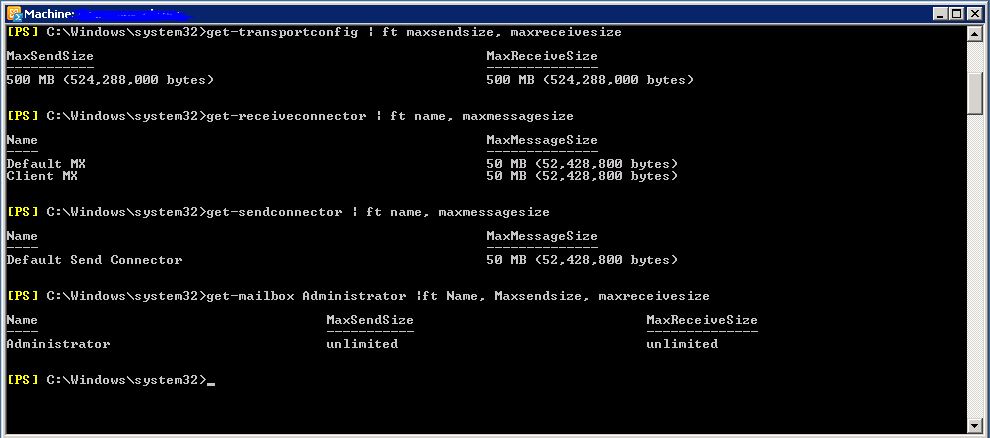 Machine:
[PS] C:\Windows\system32>get-transportconfig | ft maxsendsize, maxreceivesize
MaxSendSize MaxReceiveSize
----------- --------------
500 MB (524,288,000 bytes) 500 MB (524,288,000 bytes)
[PS] C:\Windows\system32>get-receiveconnector | ft name, maxmessagesize
Name MaxMessageSize
---- --------------
Default MX 50 MB (52,428,800 bytes)
Client MX 50 MB (52,428,800 bytes)
[PS] C:\Windows\system32>get-sendconnector | ft name, maxmessagesize
Name MaxMessageSize
---- --------------
Default Send Connector 50 MB (52,428,800 bytes)
[PS] C:\Windows\system32>get-mailbox Administrator |ft Name, Maxsendsize, maxreceivesize
Name MaxSendSize MaxReceiveSize
---- ----------- --------------
Administrator unlimited unlimited
[PS] C:\Windows\system32>_